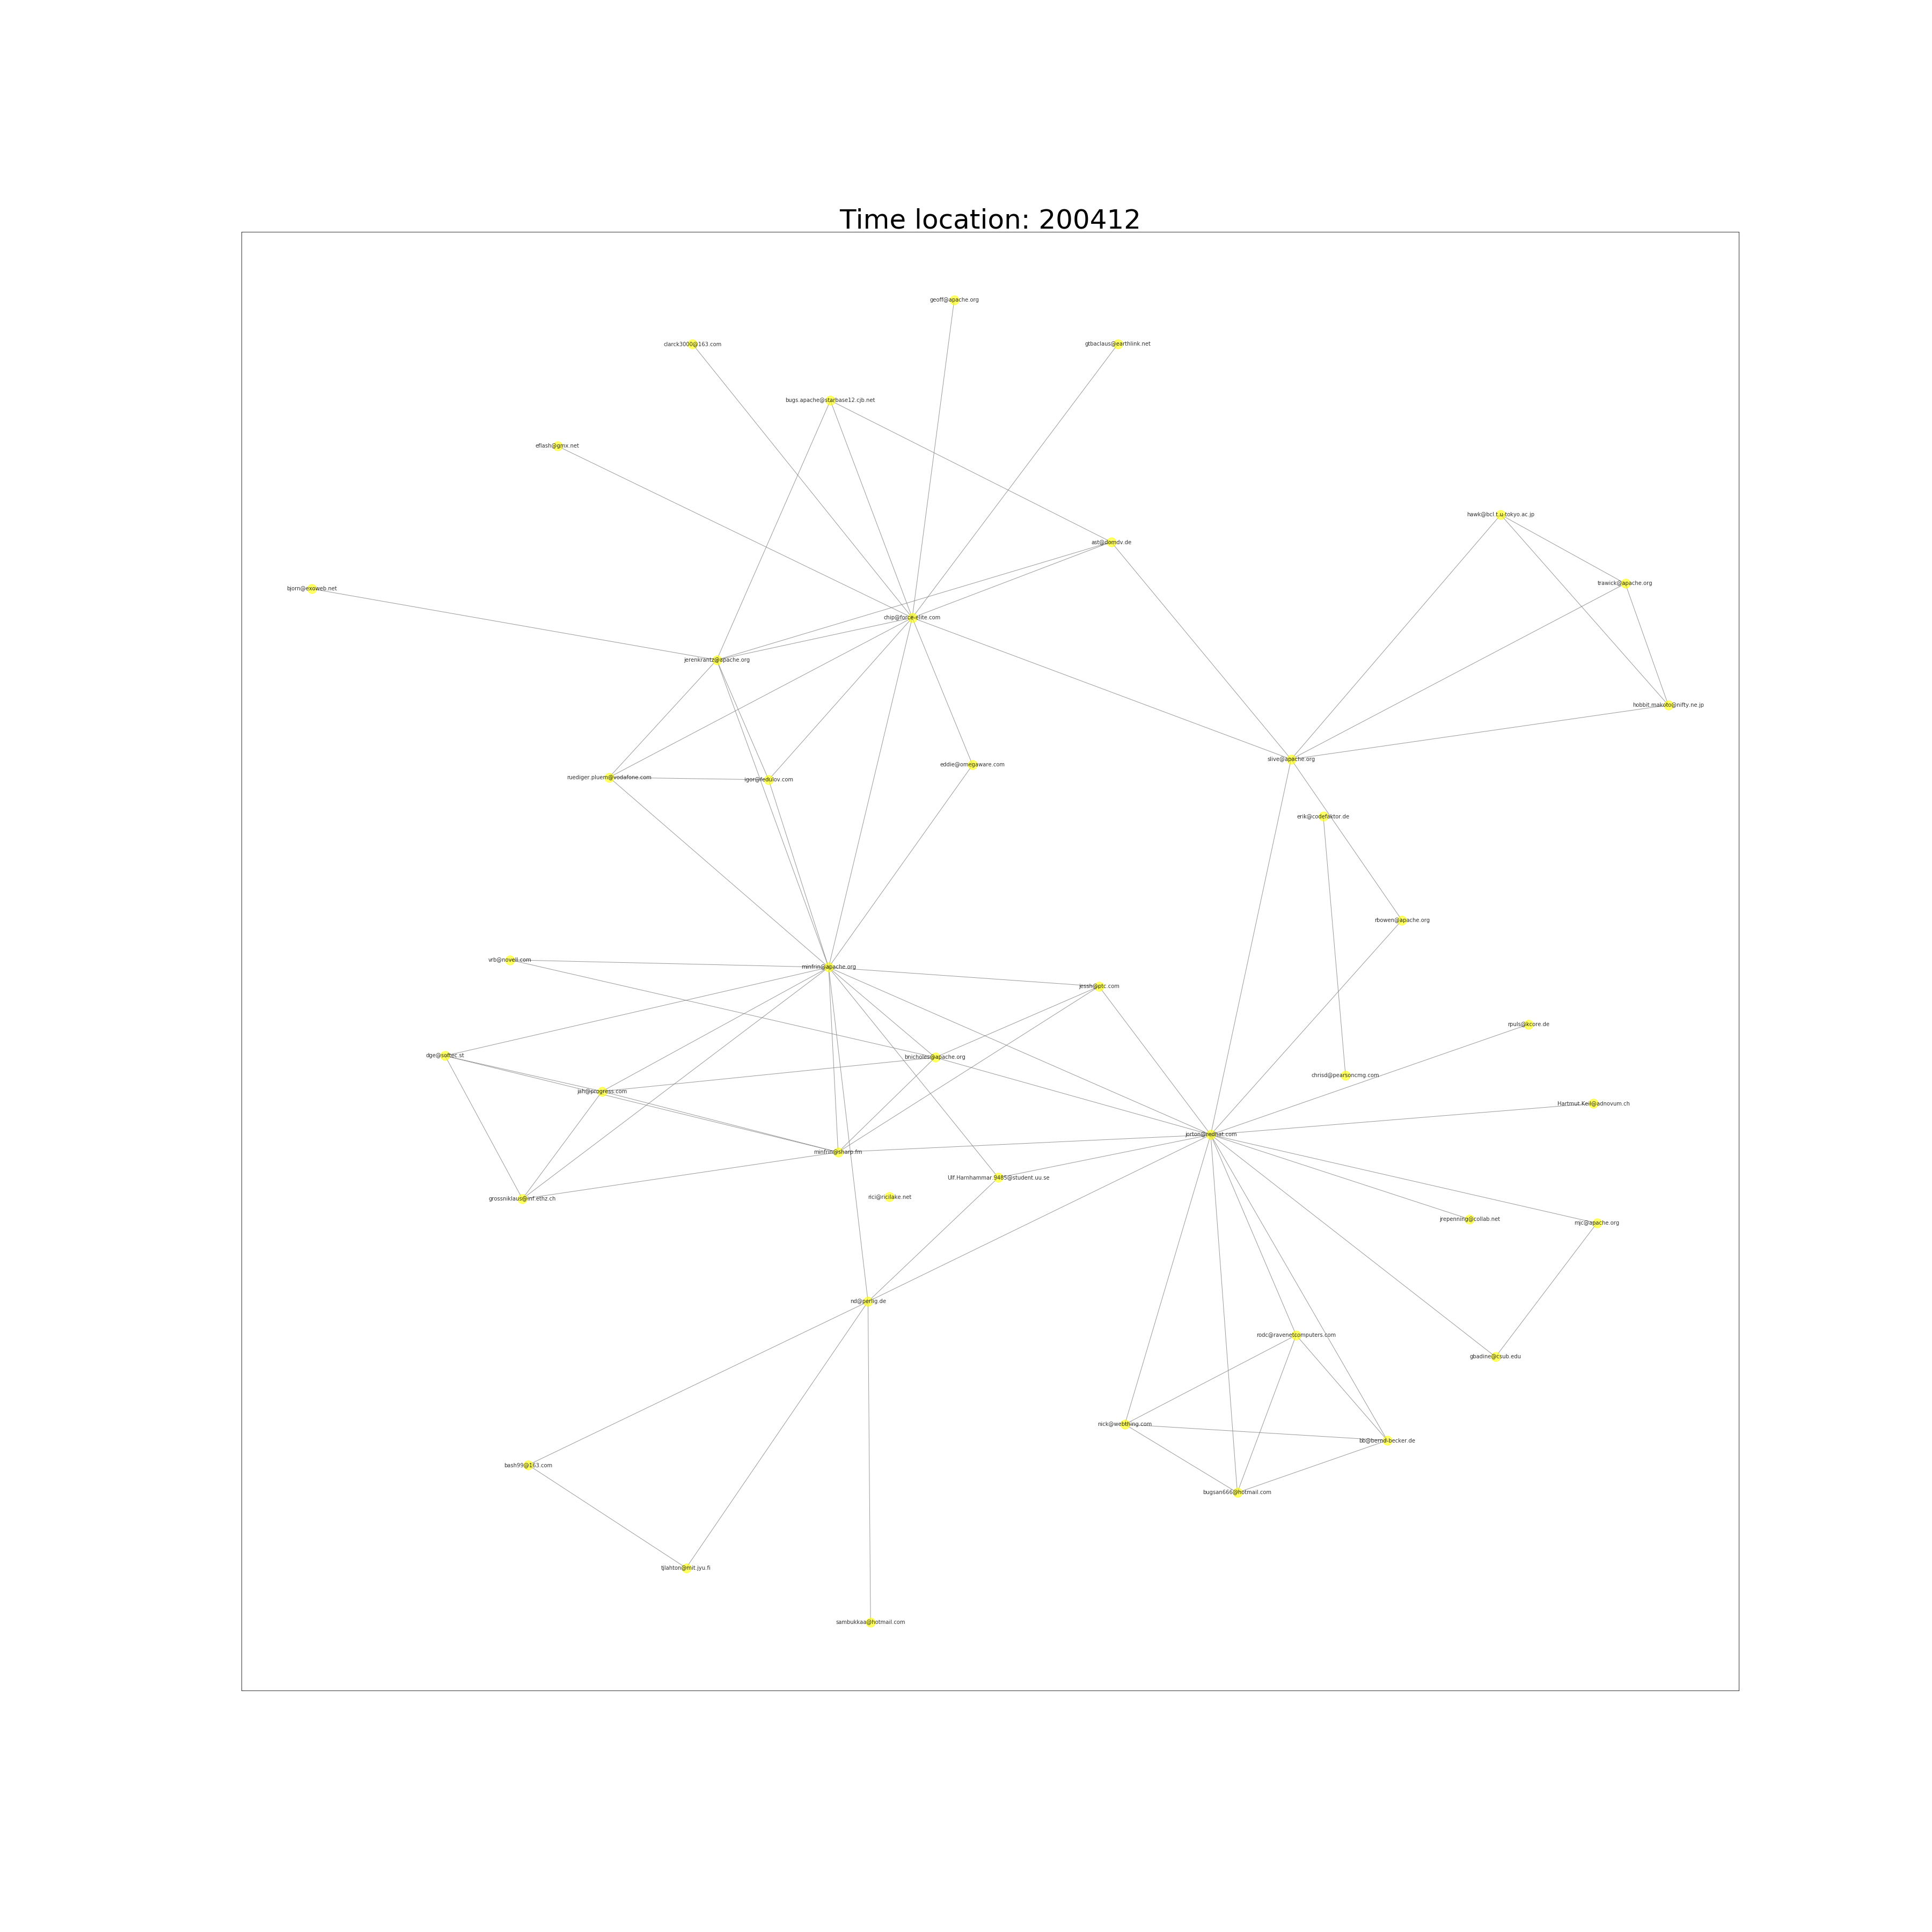 Time location: 200412
geoff@apache.org
clarck3000@163.com
gtbaclaus@earthlink.net
bugs.apache@starbase12.cjb.net
eflash@gmx.net
hawk@bcl.t.u-tokyo.ac.jp
ast@domdv.de
trawick@apache.org
bjorn@exoweb.net
chip@force-elite.com
jerenkrantz@apache.org
hobbit.makoto@nifty.ne.jp
slive@apache.org
eddie@omegaware.com
ruediger.pluem@vodafone.com
igor@fedulov.com
erik@codefaktor.de
rbowen@apache.org
vrb@novell.com
minfrin@apache.org
jessh@ptc.com
rpuis@kcore.de
dge@softec.st
bnicholes@apache.org
chrisd@pearsoncmg.com
jah@progress.com
Hartmut.Keil@adnovum.ch
jorton@redhat.com
minfrin@sharp.fm
Ulf.Harnhammar.9485@student.uu.se
rici@ricilake.net
grossniklaus@inf.ethz.ch
jrepenning@collab.net
mjc@apache.org
nd@perlig.de
rodc@ravenetcomputers.com
gbadine@csub.edu
nick@webthing.com
bb@bernd-becker.de
bash99@163.com
bugsan666@hotmail.com
tjlahton@mit.jyu.fi
sambukkaa@hotmail.com